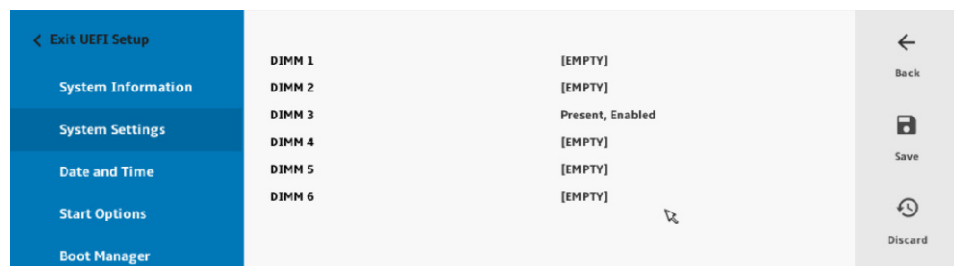 Exit UEFI Setup
System Information
System Settings
Date and Time
Start Options
Boot Manager
DIMM 1 [EMPTY]
DIMM 2 [EMPTY]
DIMM 3 Present, Enabled
DIMM 4 [EMPTY]
DIMM 5 [EMPTY]
DIMM 6 [EMPTY]
Back
Save
Discard